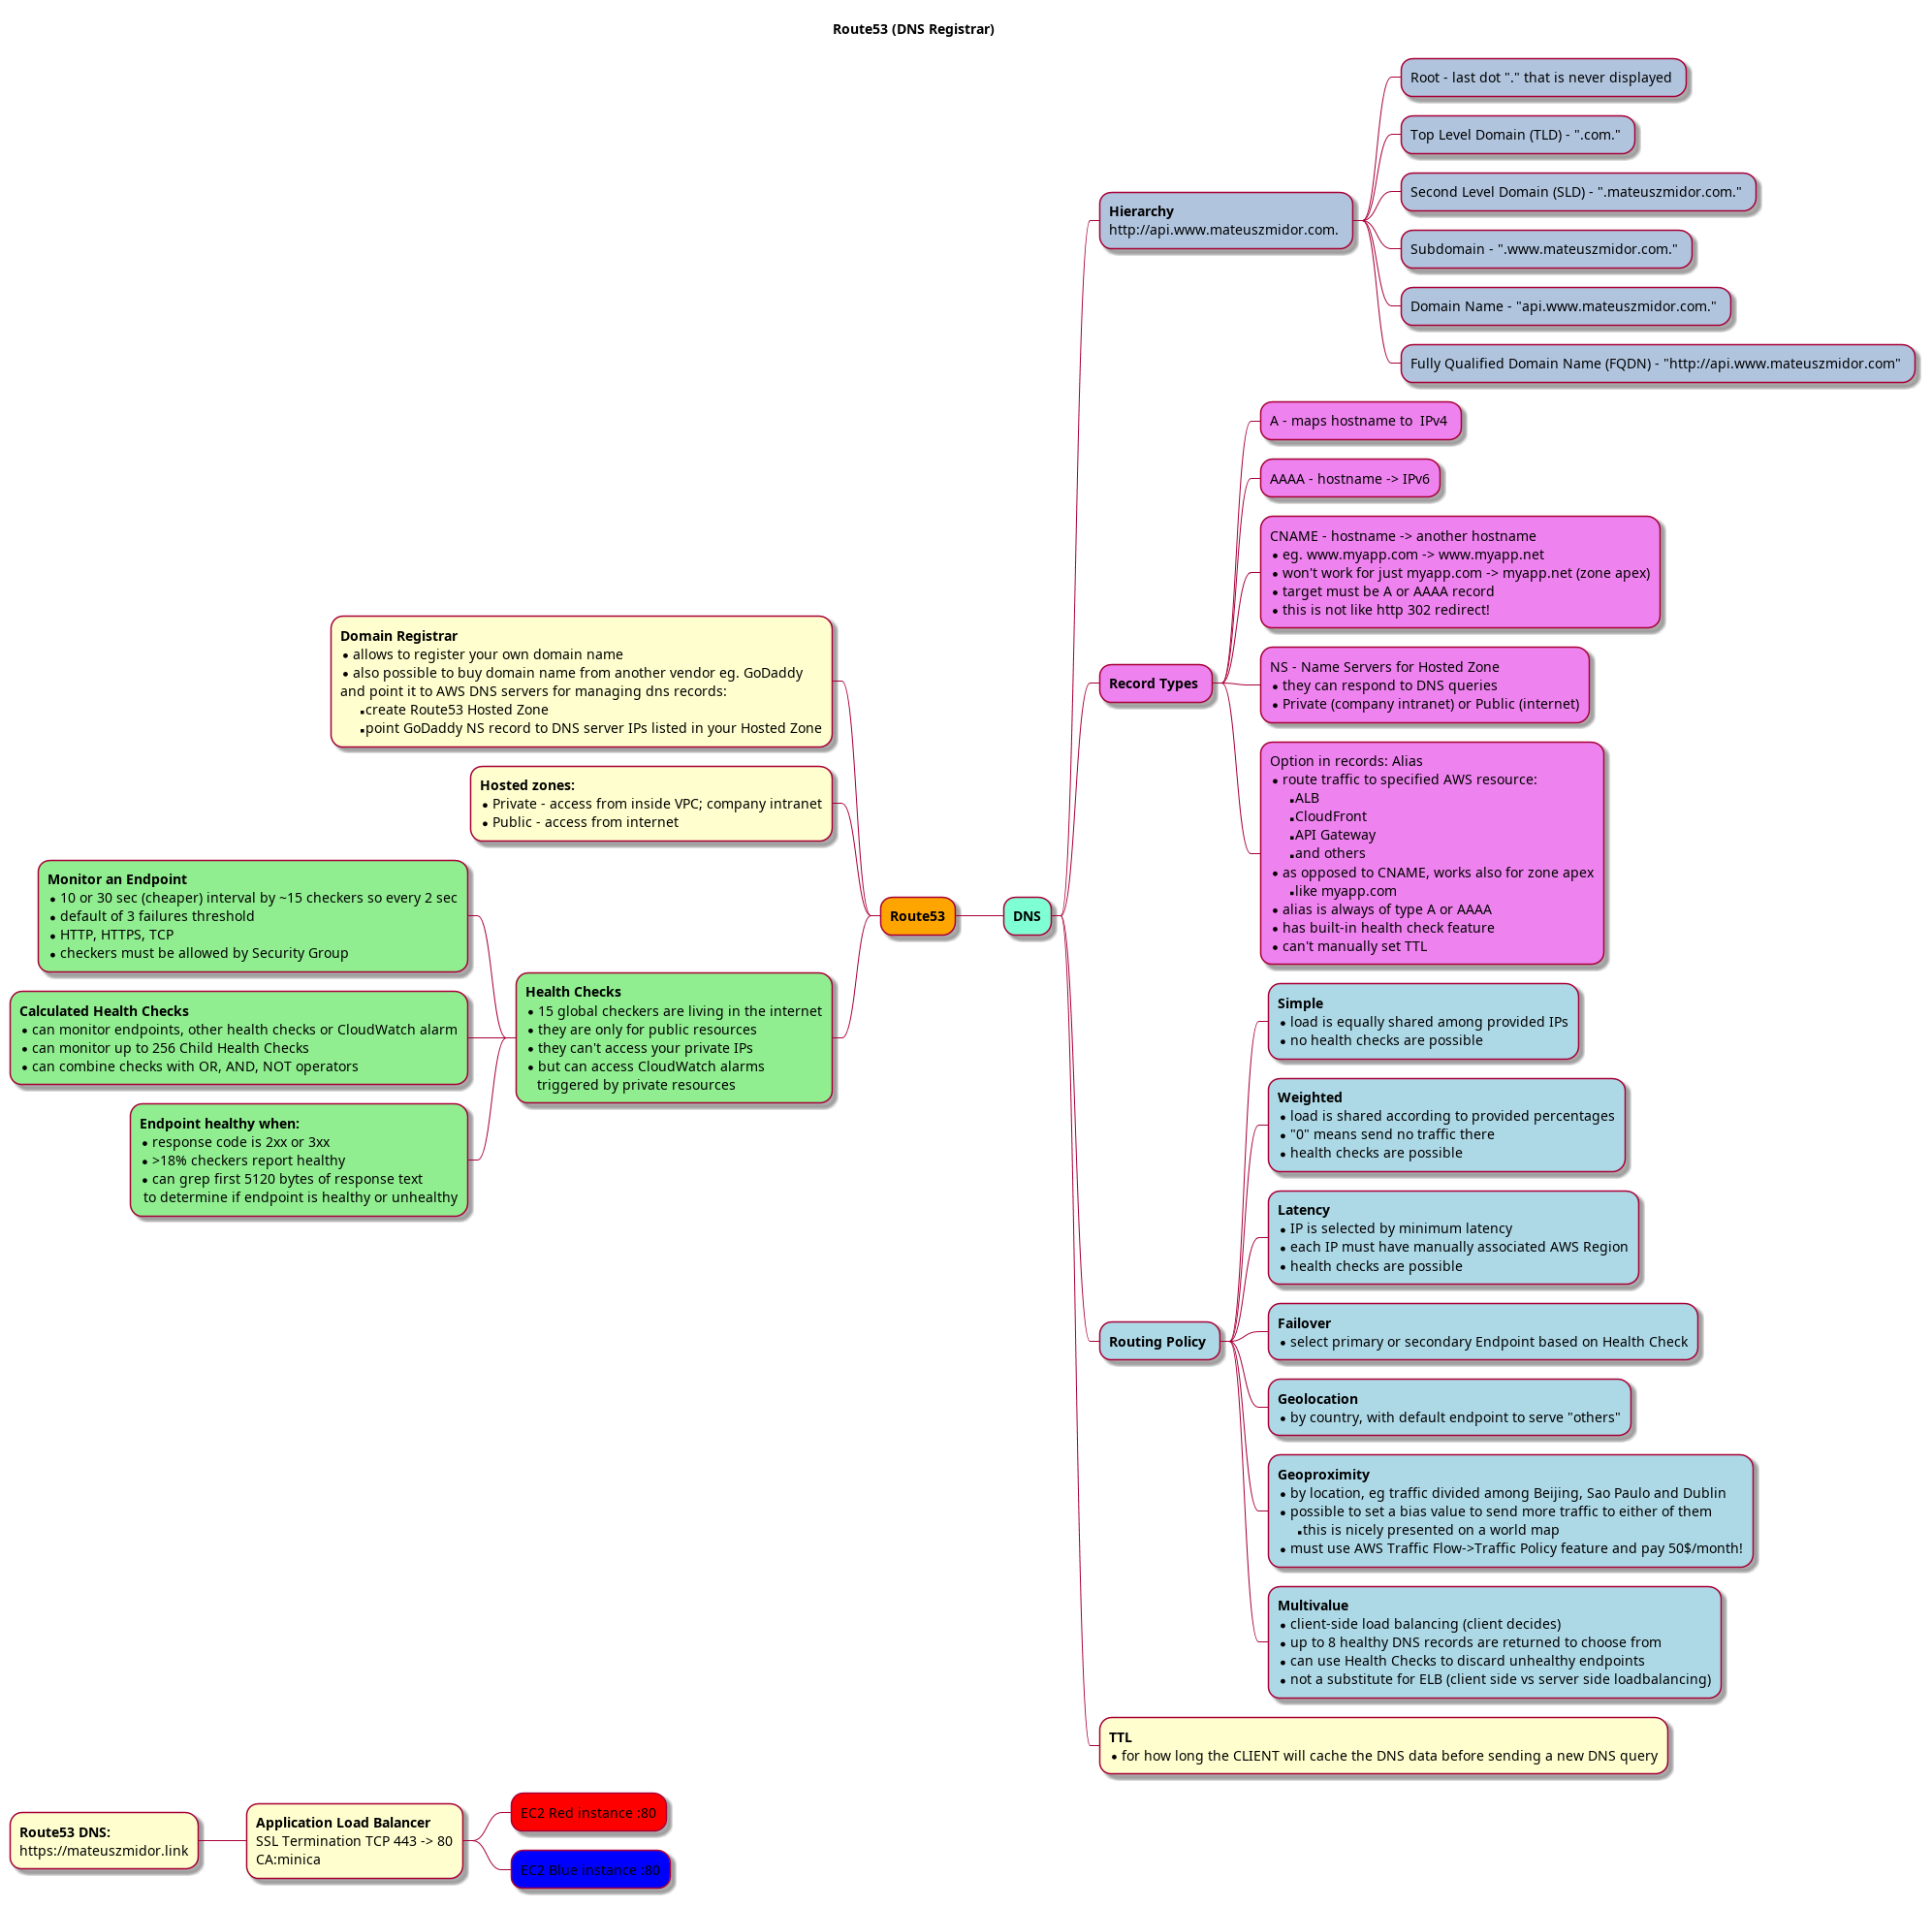 Route53 (DNS Registrar)
Route53
DNS
Hierarchy
http://api.www.mateuszmidor.com.
Root - last dot "." that is never displayed
Top Level Domain (TLD) - ".com."
Second Level Domain (SLD) - ".mateuszmidor.com."
Subdomain - ".www.mateuszmidor.com."
Domain Name - "api.www.mateuszmidor.com."
Fully Qualified Domain Name (FQDN) - "http://api.www.mateuszmidor.com"
Record Types
A - maps hostname to  IPv4
AAAA - hostname -> IPv6
CNAME - hostname -> another hostname
• eg. www.myapp.com -> www.myapp.net
• won't work for just myapp.com -> myapp.net (zone apex)
• target must be A or AAAA record
• this is not like http 302 redirect!
NS - Name Servers for Hosted Zone
• they can respond to DNS queries
• Private (company intranet) or Public (internet)
Option in records: Alias
• route traffic to specified AWS resource:
▪ALB
▪CloudFront
▪API Gateway
▪and others
• as opposed to CNAME, works also for zone apex
▪like myapp.com
• alias is always of type A or AAAA
• has built-in health check feature
• can't manually set TTL
Routing Policy
Simple
• load is equally shared among provided IPs
• no health checks are possible
Weighted
• load is shared according to provided percentages
• "0" means send no traffic there
• health checks are possible
Latency
• IP is selected by minimum latency
• each IP must have manually associated AWS Region
• health checks are possible
Failover
• select primary or secondary Endpoint based on Health Check
Geolocation
• by country, with default endpoint to serve "others"
Geoproximity
• by location, eg traffic divided among Beijing, Sao Paulo and Dublin
• possible to set a bias value to send more traffic to either of them
▪this is nicely presented on a world map
• must use AWS Traffic Flow->Traffic Policy feature and pay 50$/month!
Multivalue
• client-side load balancing (client decides)
• up to 8 healthy DNS records are returned to choose from
• can use Health Checks to discard unhealthy endpoints
• not a substitute for ELB (client side vs server side loadbalancing)
TTL
• for how long the CLIENT will cache the DNS data before sending a new DNS query
Domain Registrar
• allows to register your own domain name
• also possible to buy domain name from another vendor eg. GoDaddy
and point it to AWS DNS servers for managing dns records:
▪create Route53 Hosted Zone
▪point GoDaddy NS record to DNS server IPs listed in your Hosted Zone
Hosted zones:
• Private - access from inside VPC; company intranet
• Public - access from internet
Health Checks
• 15 global checkers are living in the internet
• they are only for public resources
• they can't access your private IPs
• but can access CloudWatch alarms
triggered by private resources
Monitor an Endpoint
• 10 or 30 sec (cheaper) interval by ~15 checkers so every 2 sec
• default of 3 failures threshold
• HTTP, HTTPS, TCP
• checkers must be allowed by Security Group
Calculated Health Checks
• can monitor endpoints, other health checks or CloudWatch alarm
• can monitor up to 256 Child Health Checks
• can combine checks with OR, AND, NOT operators
Endpoint healthy when:
• response code is 2xx or 3xx
• >18% checkers report healthy
• can grep first 5120 bytes of response text
to determine if endpoint is healthy or unhealthy
Route53 DNS:
https://mateuszmidor.link
Application Load Balancer
SSL Termination TCP 443 -> 80
CA:minica
EC2 Red instance :80
EC2 Blue instance :80